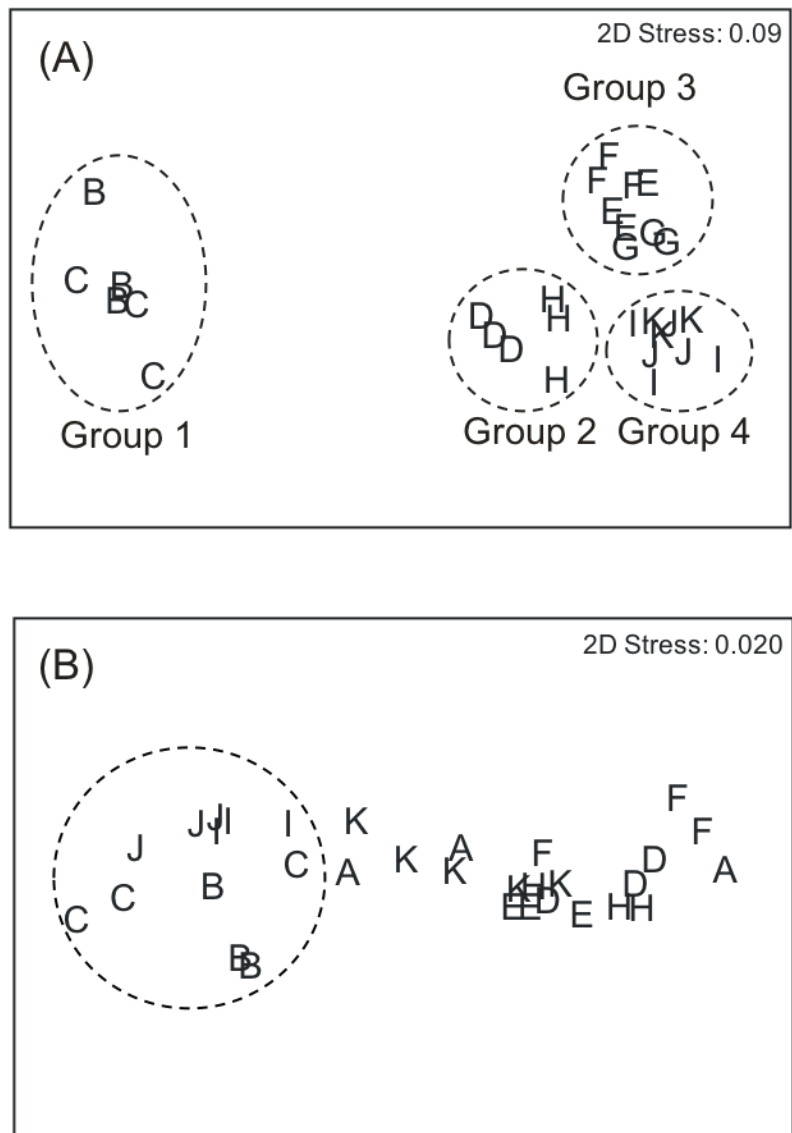 2D Stress: 0.09
(A)
Group 3
F
F F E
B
E
E G
G G
C B
B C
H
D H I K J K
D K
D J J I
C H I
Group 1 Group 2 Group 4
2D Stress: 0.020
(B)
F
J J I I I K
F
J A F
C K K D
A A
B K H K D
C E E D H H
C E
B
B